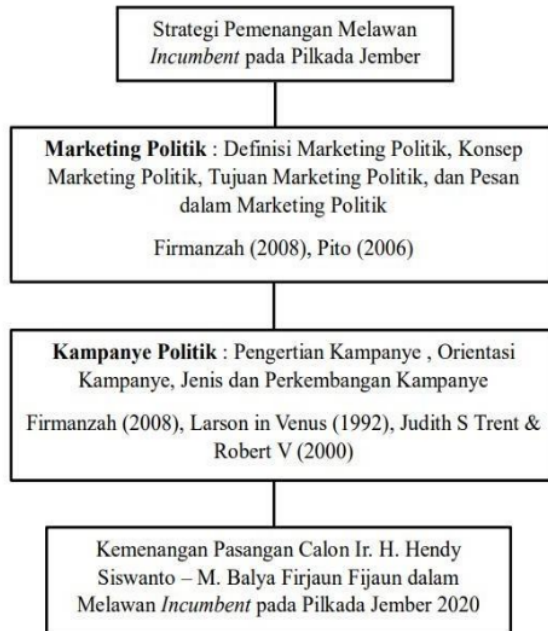 Strategi Pemenangan Melawan
Incumbent pada Pilkada Jember
Marketing Politik : Definisi Marketing Politik, Konsep
Marketing Politik, Tujuan Marketing Politik, dan Pesan
dalam Marketing Politik
Firmanzah (2008), Pito (2006)
Kampanye Politik : Pengertian Kampanye , Orientasi
Kampanye, Jenis dan Perkembangan Kampanye
Firmanzah (2008), Larson in Venus (1992), Judith S Trent &
Robert V (2000)
Kemenangan Pasangan Calon Ir. H. Hendy
Siswanto – M. Balya Firjaun Fijaun dalam
Melawan Incumbent pada Pilkada Jember 2020